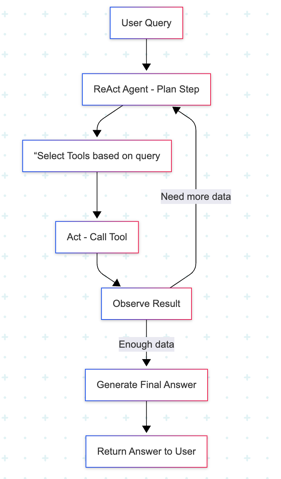 User Query
ReAct Agent - Plan Step
"Select Tools based on query
Need more data
Act - Call Tool
Observe Result
Enough data
Generate Final Answer
Return Answer to User